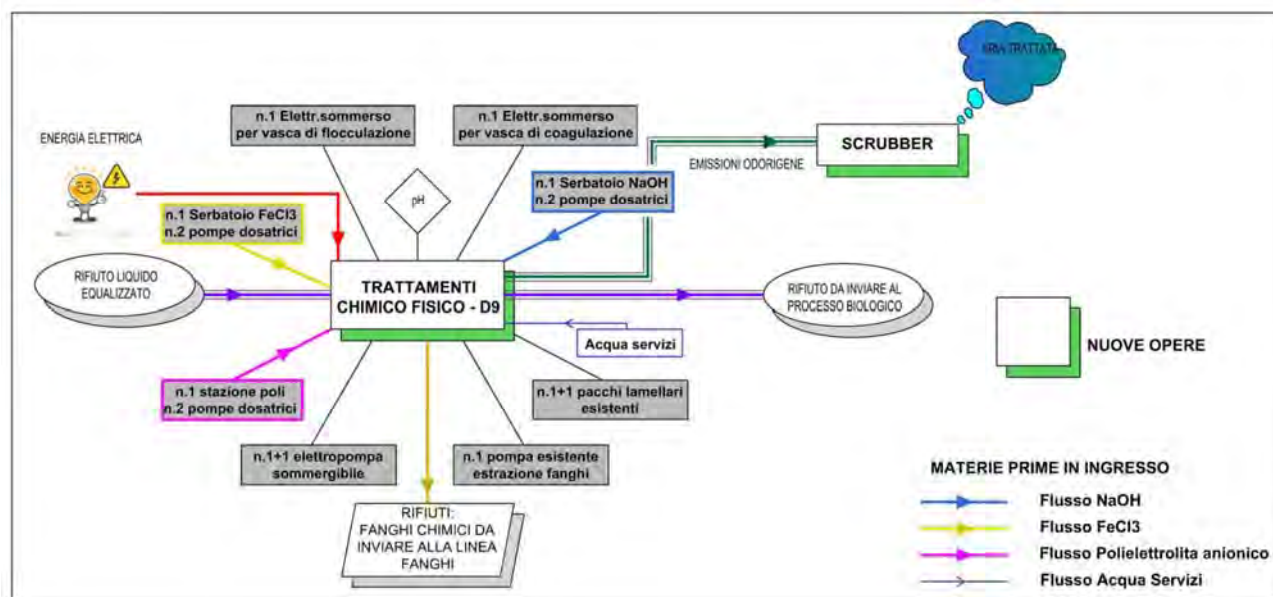 ARIA TRATTATA
n.1 Elettr.sommerso
per vasca di flocculazione
n.1 Elettr.sommerso
per vasca di coagulazione
ENERGIA ELETTRICA
SCRUBBER
EMISSIONI ODORIGENE
n.1 Serbatoio NaOH
n.2 pompe dosatrici
pH
n.1 Serbatoio FeCl3
n.2 pompe dosatrici
RIFIUTO LIQUIDO
EQUALIZZATO
TRATTAMENTI
CHIMICO FISICO - D9
RIFIUTO DA INVIARE AL
PROCESSO BIOLOGICO
Acqua servizi
NUOVE OPERE
n.1 stazione poli
n.2 pompe dosatrici
n.1+1 pacchi lamellari
esistenti
n.1+1 elettropompa
sommergibile
n.1 pompa esistente
estrazione fanghi
RIFIUTI:
FANGHI CHIMICI DA
INVIARE ALLA LINEA
FANGHI
MATERIE PRIME IN INGRESSO
Flusso NaOH
Flusso FeCl3
Flusso Polielettrolita anionico
Flusso Acqua Servizi